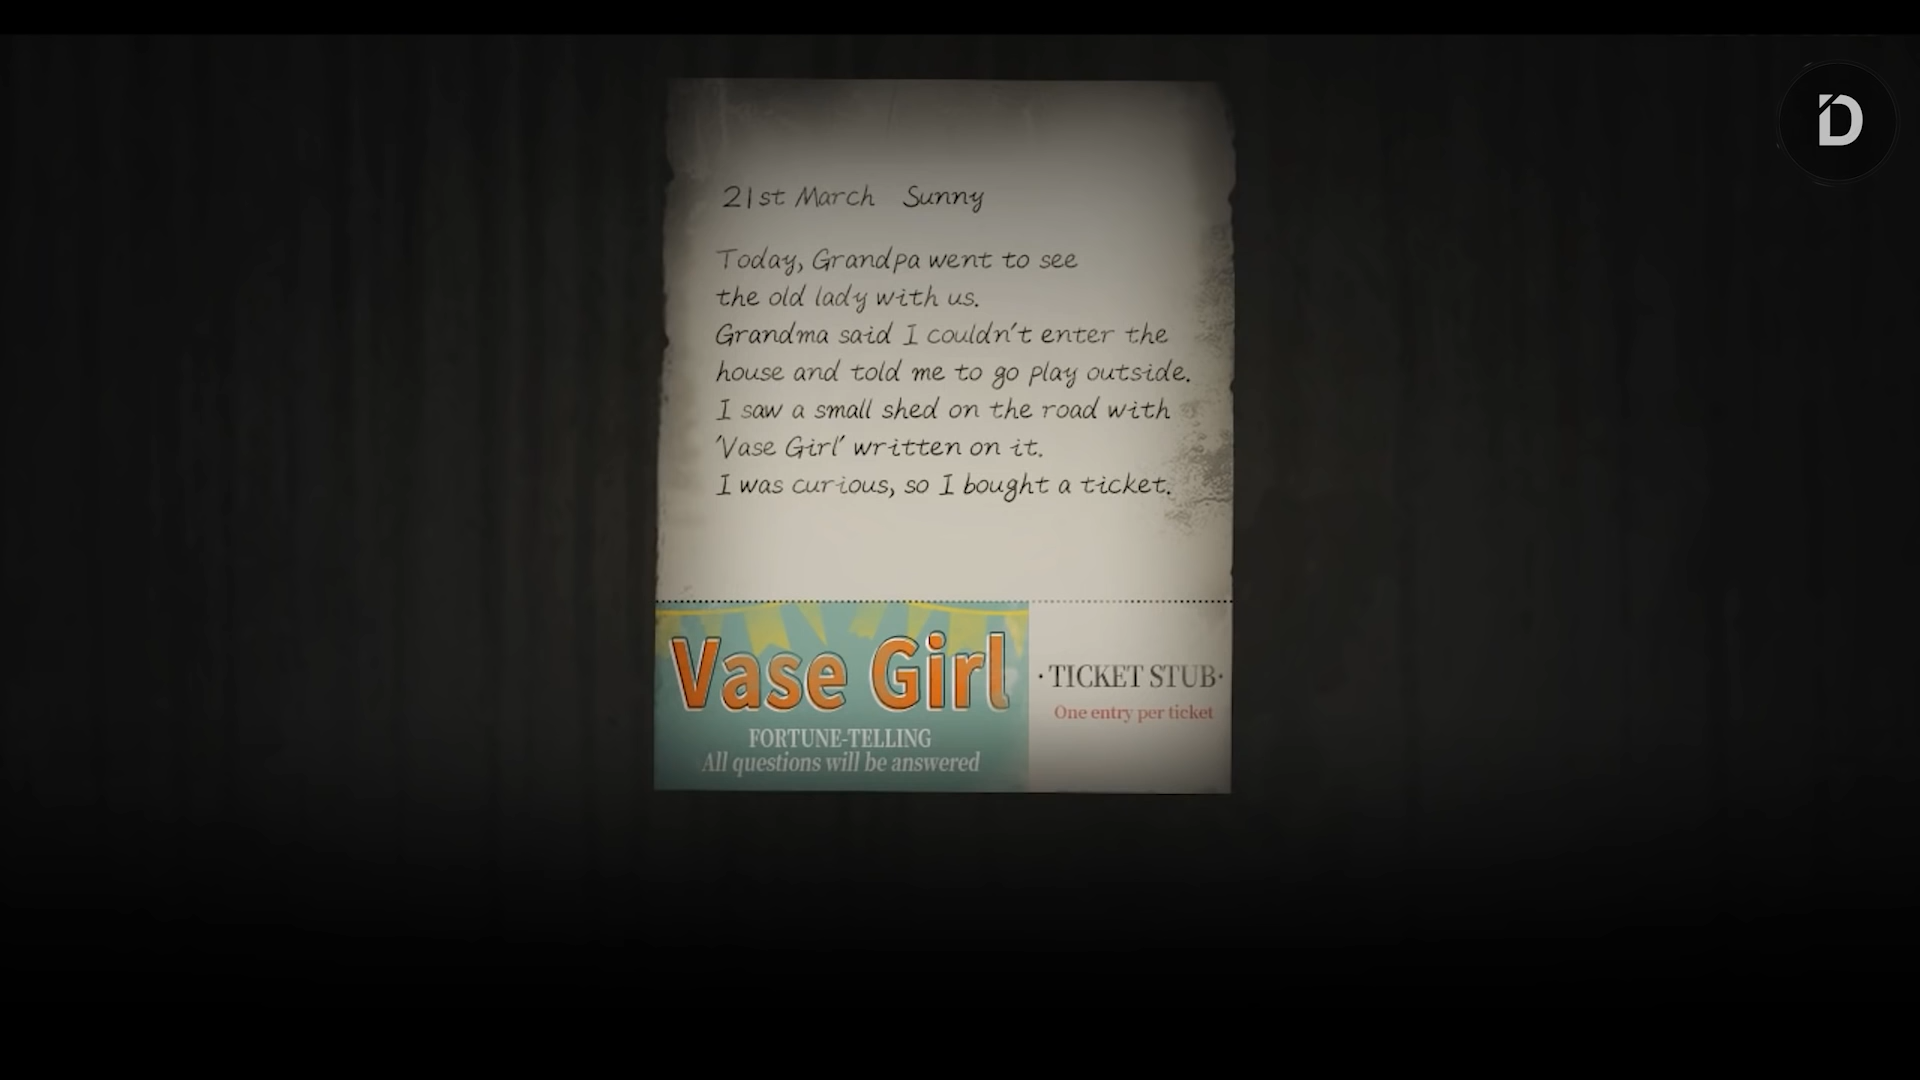 21st March Sunny
Today, Grandpa went to see
the old lady with us.
Grandma said I couldn't enter the
house and told me to go play outside.
I saw a small shed on the road with
'Vase Girl' written on it.
I was curious, so I bought a ticket.
Vase Girl
FORTUNE-TELLING
All questions will be answered
·TICKET STUB·
One entry per ticket
D